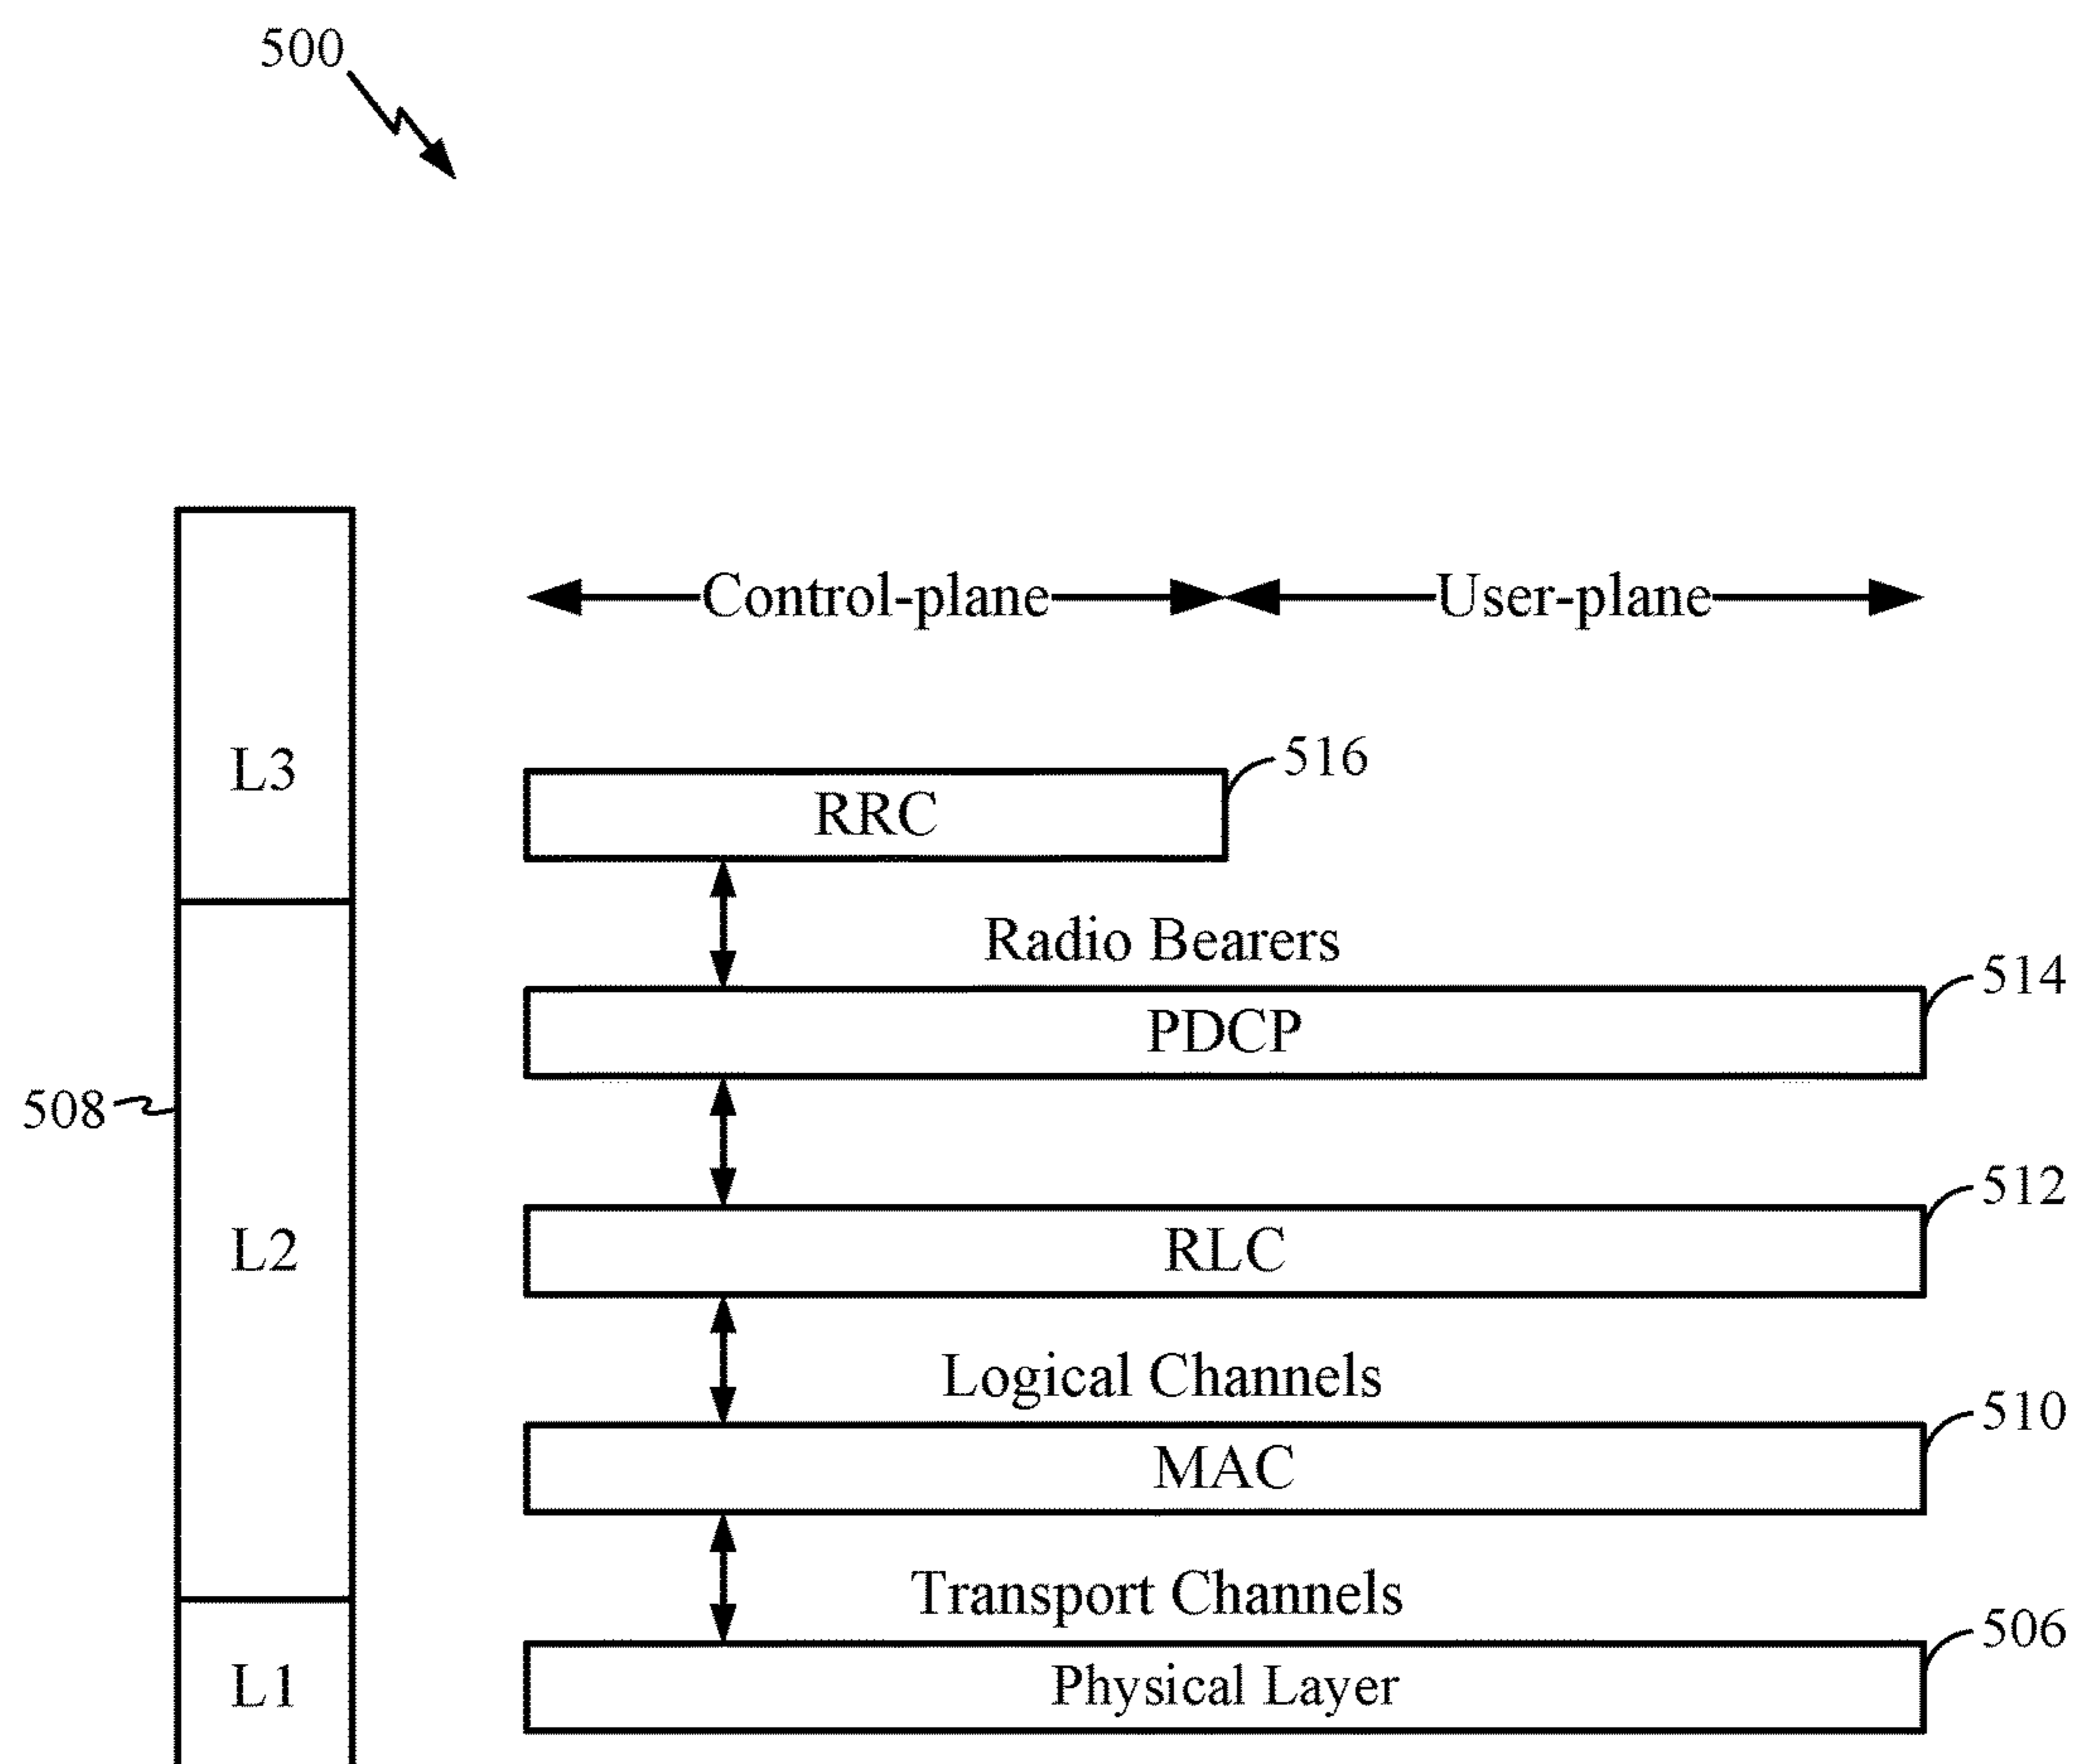 500
Control-plane User-plane
L3
516
RRC
Radio Bearers
514
PDCP
508
512
L2
RLC
Logical Channels
510
MAC
Transport Channels
506
L1
Physical Layer